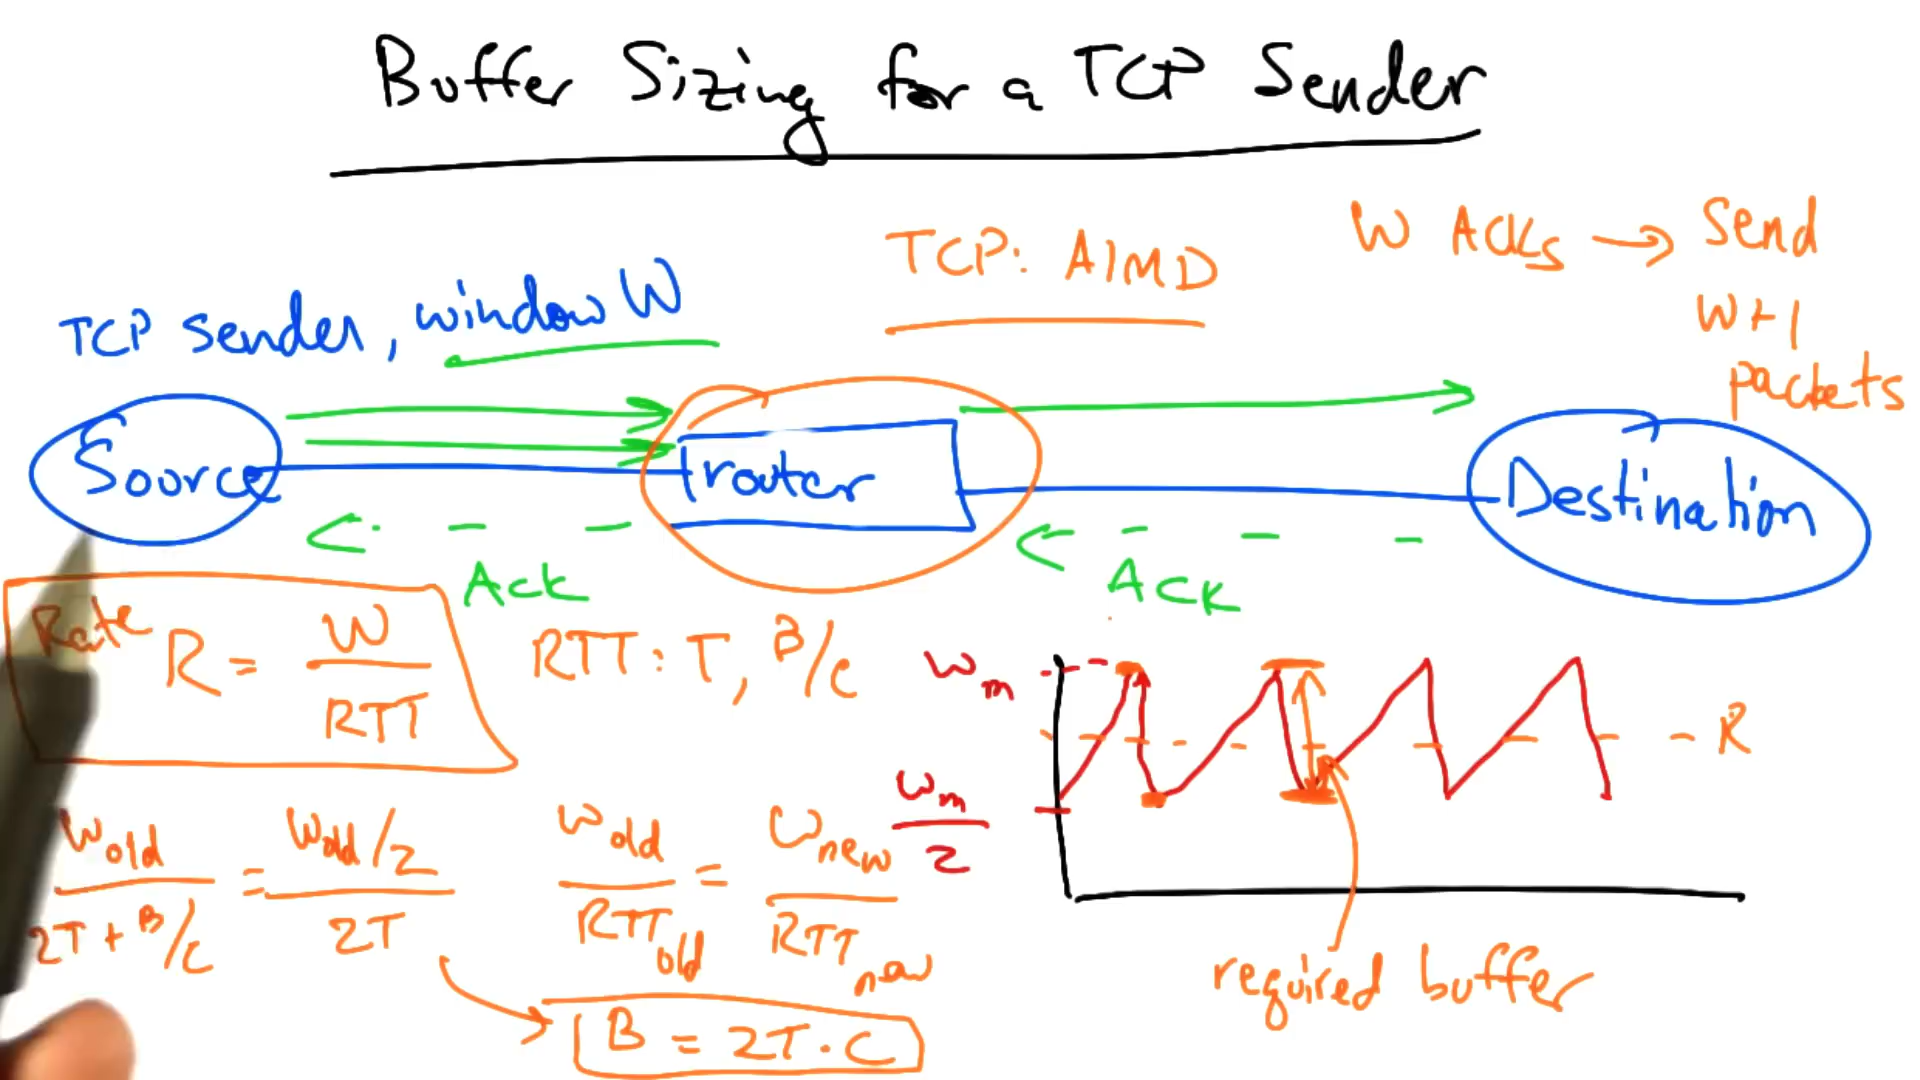 Buffer Sizing for a TCP Sender
TCP: AIMD
W ACKs → Send
W+1
packets
TCP sender, window W
Source
router
Destination
Ack
ACK
Rate R = W / RTT
RTT: T, B/C
Wm
Wm / 2
R
Wold / 2T + B/C = Wold/2 / 2T
Wold / RTTold = Wnew / RTTnew
B = 2T · C
required buffer